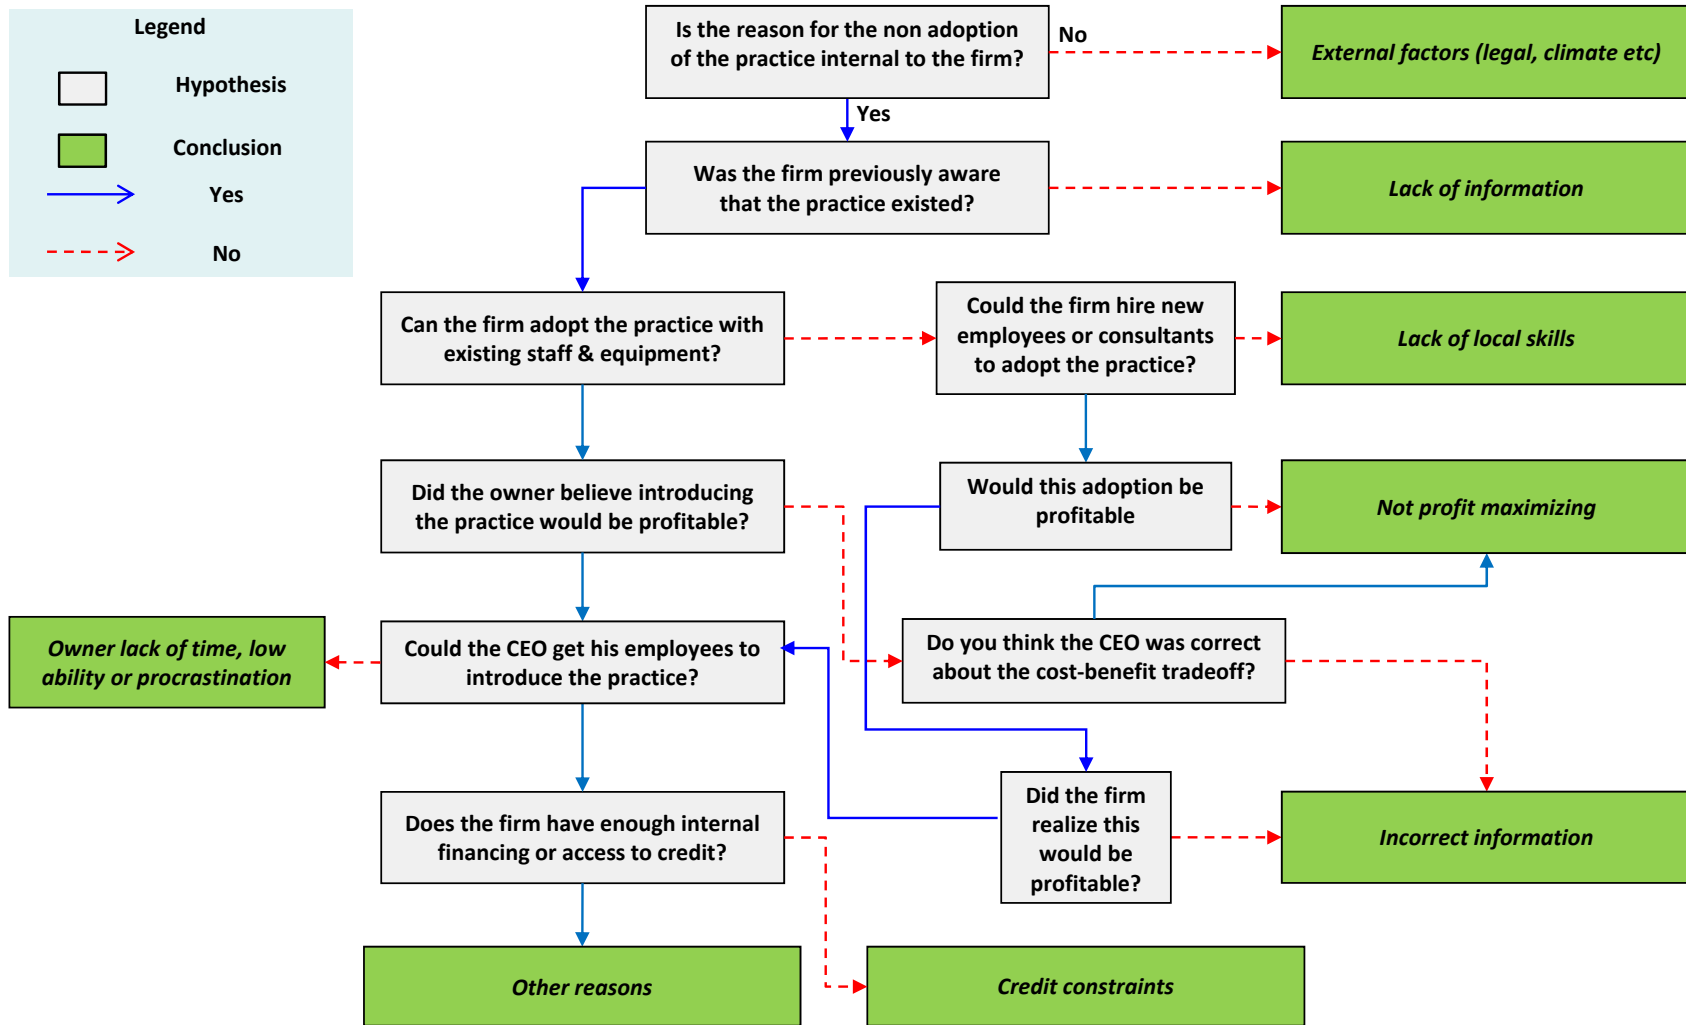 Legend
Hypothesis
Conclusion
Yes
No
Is the reason for the non adoption
of the practice internal to the firm?
No
External factors (legal, climate etc)
Yes
Was the firm previously aware
that the practice existed?
Lack of information
Can the firm adopt the practice with
existing staff & equipment?
Could the firm hire new
employees or consultants
to adopt the practice?
Lack of local skills
Did the owner believe introducing
the practice would be profitable?
Would this adoption be
profitable
Not profit maximizing
Owner lack of time, low
ability or procrastination
Could the CEO get his employees to
introduce the practice?
Do you think the CEO was correct
about the cost-benefit tradeoff?
Does the firm have enough internal
financing or access to credit?
Did the firm
realize this
would be
profitable?
Incorrect information
Other reasons
Credit constraints